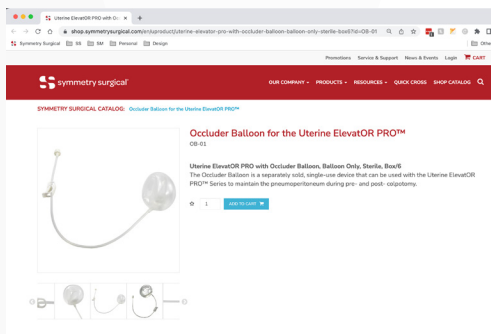 Uterine ElevatOR PRO with Oc
shop.symmetrysurgical.com/er/uproduct/uterine-elevator-pro-with-occluder-balloon-balloon-only-sterile-box6?id=OB-01
Symmetry Surgical SS SM Personal Design Othe
Promotions Service & Support News & Events Login CART
symmetry surgical OUR COMPANY PRODUCTS RESOURCES QUICK CROSS SHOP CATALOG
SYMMETRY SURGICAL CATALOG: Occluder Balloon for the Uterine ElevatOR PRO™
Occluder Balloon for the Uterine ElevatOR PRO™
OB-01
Uterine ElevatOR PRO with Occluder Balloon, Balloon Only, Sterile, Box/6
The Occluder Balloon is a separately sold, single-use device that can be used with the Uterine ElevatOR
PRO™ Series to maintain the pneumoperitoneum during pre- and post- colpotomy.
1 ADD TO CART